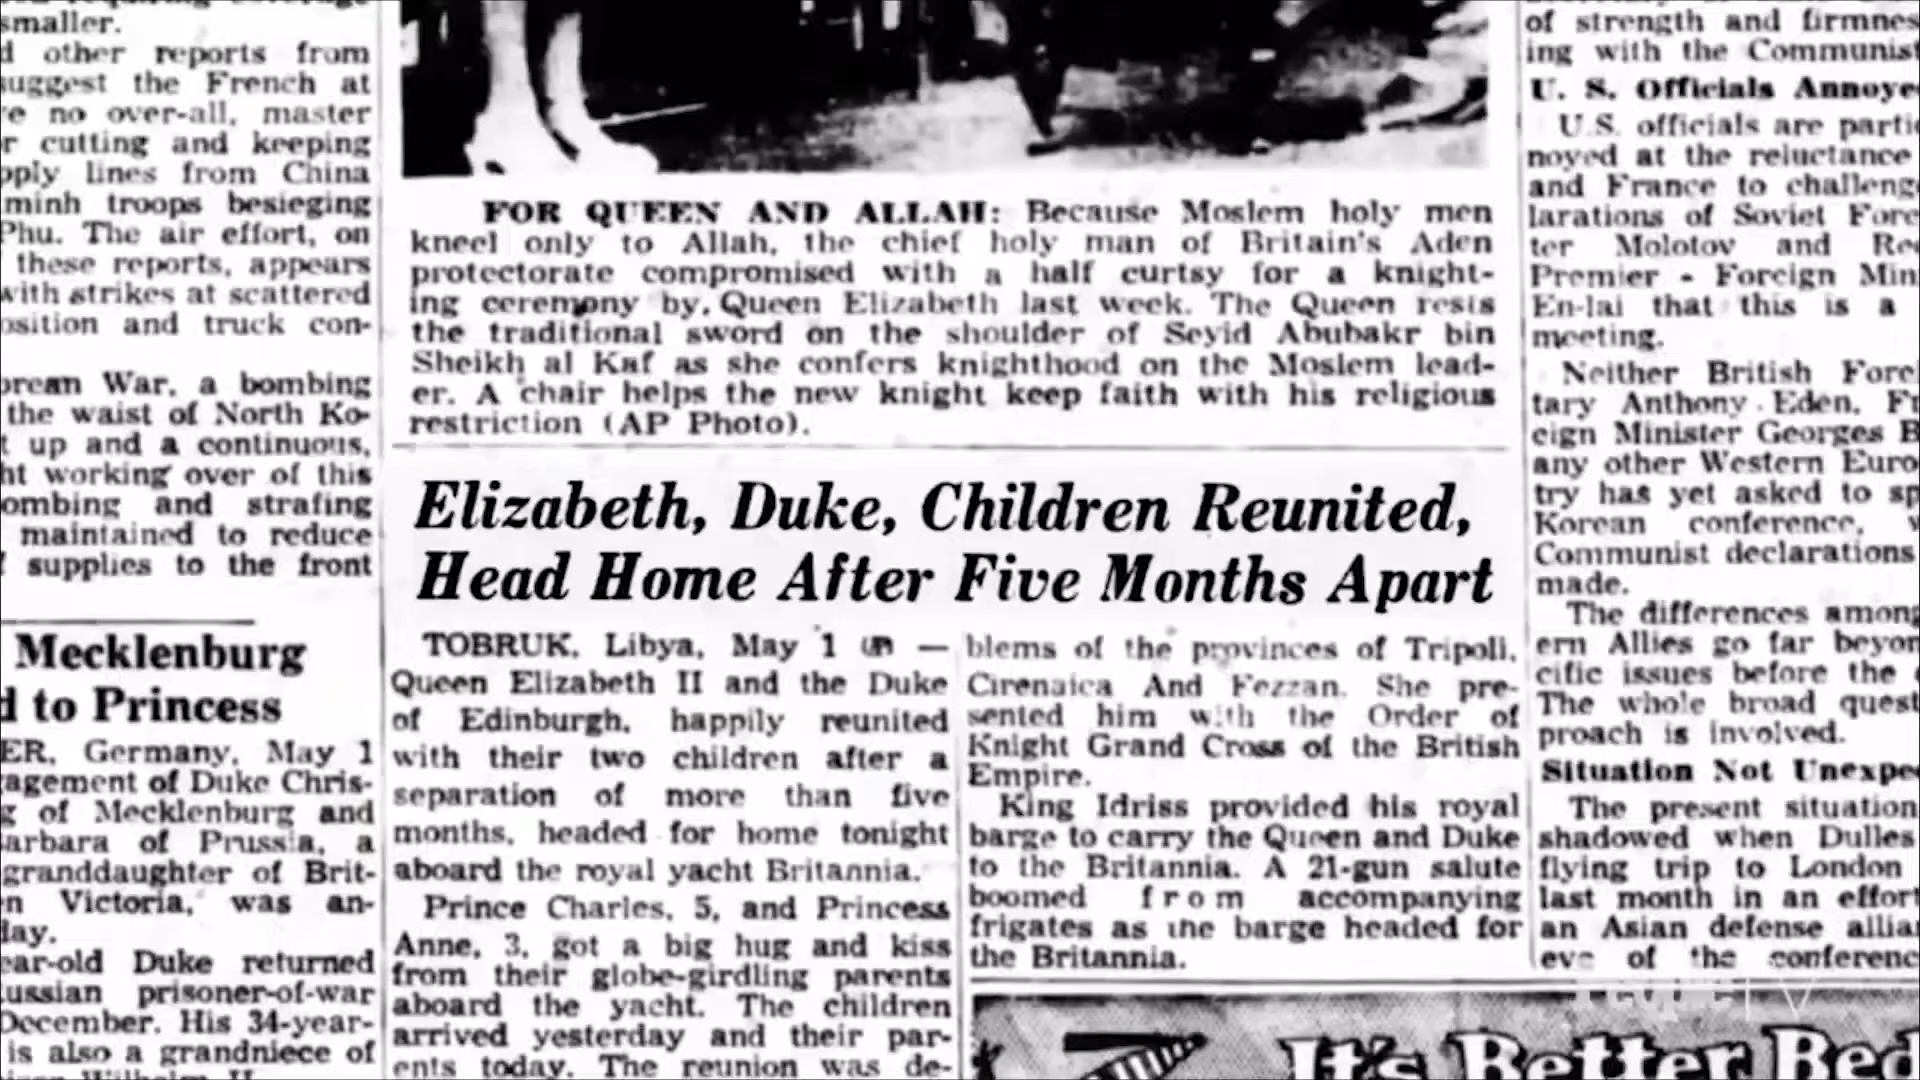 smaller.
other reports from
suggest the French at
no over-all, master
cutting and keeping
lines from China
troops besieging
Phu. The air effort, on
these reports, appears
with strikes at scattered
and truck con-
War, a bombing
the waist of North Ko-
up and a continuous,
working over of this
and strafing
maintained to reduce
supplies to the front
Mecklenburg
to Princess
Germany, May 1
of Duke Chris-
of Mecklenburg and
of Prussia, a
granddaughter of Brit-
Victoria, was an-
old Duke returned
prisoner-of-war
December. His 34-year-
is also a grandniece of
FOR QUEEN AND ALLAH: Because Moslem holy men
kneel only to Allah, the chief holy man of Britain's Aden
protectorate compromised with a half curtsy for a knight-
ing ceremony by, Queen Elizabeth last week. The Queen rests
the traditional sword on the shoulder of Seyid Abubakr bin
Sheikh al Kaf as she confers knighthood on the Moslem lead-
er. A chair helps the new knight keep faith with his religious
restriction (AP Photo).
Elizabeth, Duke, Children Reunited,
Head Home After Five Months Apart
TOBRUK, Libya, May 1 —
Queen Elizabeth II and the Duke
of Edinburgh, happily reunited
with their two children after a
separation of more than five
months, headed for home tonight
aboard the royal yacht Britannia.
Prince Charles, 5, and Princess
Anne, 3, got a big hug and kiss
from their globe-girdling parents
aboard the yacht. The children
arrived yesterday and their par-
ents today. The reunion was de-
blems of the provinces of Tripoli,
Cirenaica And Fezzan. She pre-
sented him with the Order of
Knight Grand Cross of the British
Empire.
King Idriss provided his royal
barge to carry the Queen and Duke
to the Britannia. A 21-gun salute
boomed from accompanying
frigates as the barge headed for
the Britannia.
It's Better
of strength and
ing with the
U. S. Officials
U.S. officials are
noyed at the reluctance
and France to
larations of Soviet
ter Molotov and
Premier - Foreign
En-lai that this is a
meeting.
Neither British
tary Anthony Eden,
eign Minister Georges
any other Western
try has yet asked to
Korean conference,
Communist declarations
made.
The differences among
ern Allies go far
cific issues before the
The whole broad
proach is involved.
Situation Not
The present situation
shadowed when Dulles
flying trip to London
last month in an effort
an Asian defense
eve of the
TV